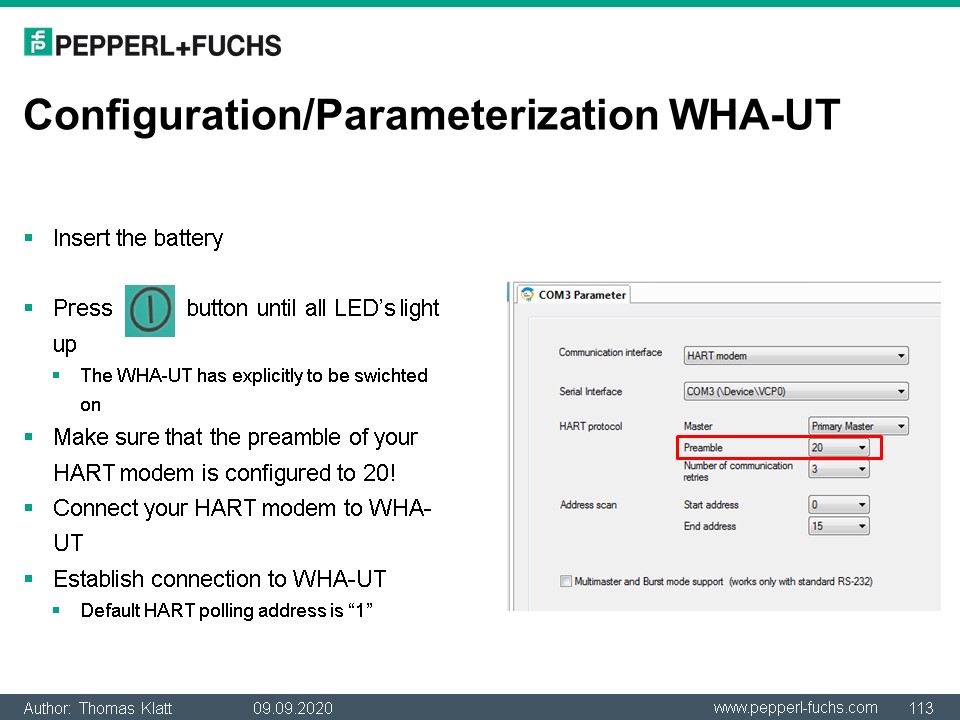 PEPPERL+FUCHS
Configuration/Parameterization WHA-UT
Insert the battery
Press button until all LED’s light
up
The WHA-UT has explicitly to be swichted
on
Make sure that the preamble of your
HART modem is configured to 20!
Connect your HART modem to WHA-
UT
Establish connection to WHA-UT
Default HART polling address is “1”
COM3 Parameter
Communication interface HART modem
Serial Interface COM3 (\Device\VCP0)
HART protocol Master Primary Master
Preamble 20
Number of communication 3
retries
Address scan Start address 0
End address 15
Multimaster and Burst mode support (works only with standard RS-232)
Author: Thomas Klatt 09.09.2020 www.pepperl-fuchs.com 113